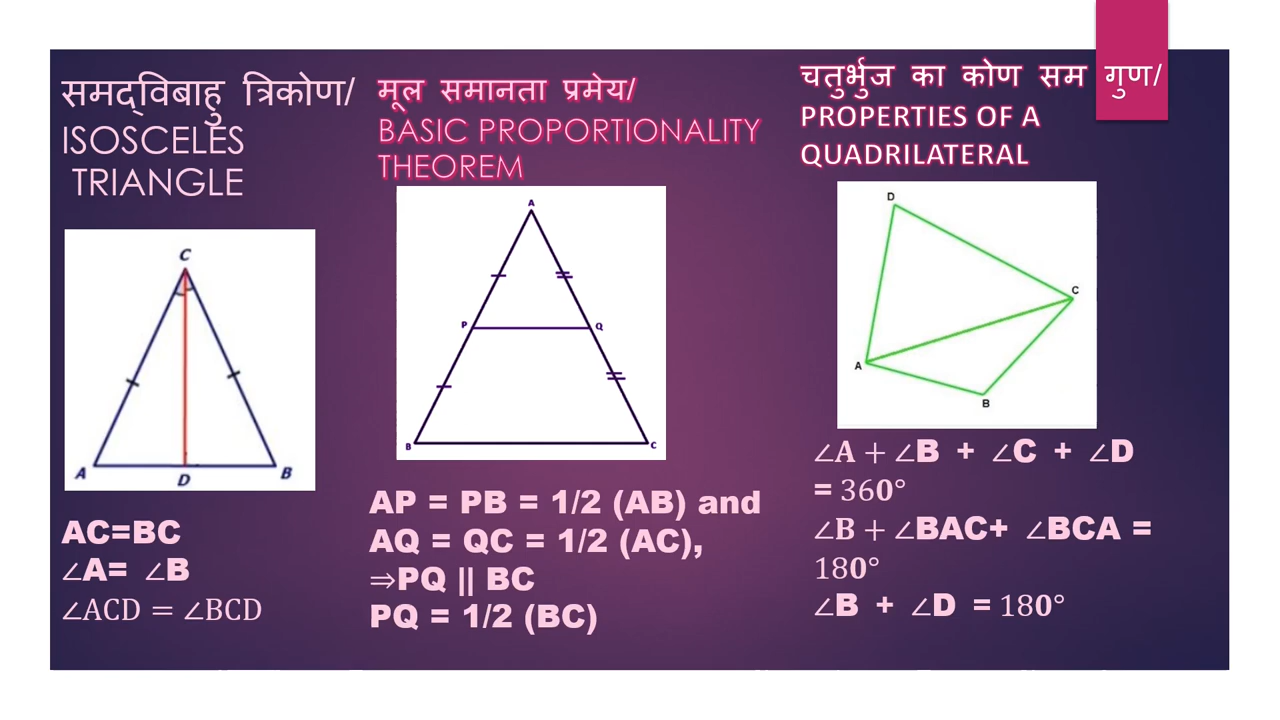 समद्विबाहु त्रिकोण/
ISOSCELES
TRIANGLE
C
A
D
B
AC=BC
∠A= ∠B
∠ACD = ∠BCD
मूल समानता प्रमेय/
BASIC PROPORTIONALITY
THEOREM
A
P
Q
B
C
AP = PB = 1/2 (AB) and
AQ = QC = 1/2 (AC),
⇒PQ || BC
PQ = 1/2 (BC)
चतुर्भुज का कोण सम गुण/
PROPERTIES OF A
QUADRILATERAL
D
C
A
B
∠A + ∠B + ∠C + ∠D
= 360°
∠B + ∠BAC+ ∠BCA =
180°
∠B + ∠D = 180°